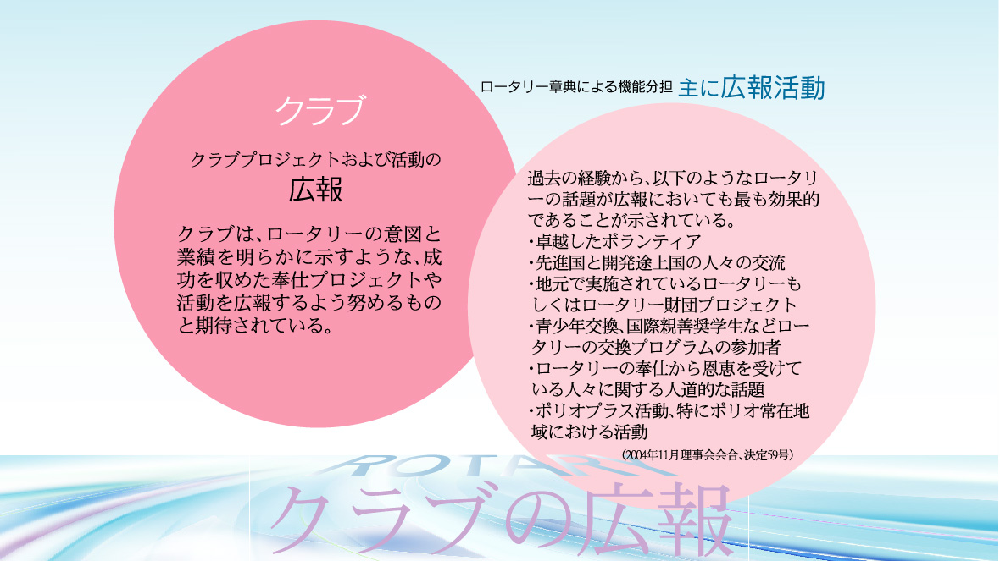 ロータリー章典による機能分担 主に広報活動
クラブ
クラブプロジェクトおよび活動の
広報
クラブは、ロータリーの意図と
業績を明らかに示すような、成
功を収めた奉仕プロジェクトや
活動を広報するよう努めるもの
と期待されている。
過去の経験から、以下のようなロータリ
ーの話題が広報においても最も効果的
であることが示されている。
・卓越したボランティア
・先進国と開発途上国の人々の交流
・地元で実施されているロータリーも
しくはロータリー財団プロジェクト
・青少年交換、国際親善奨学生などロー
タリーの交換プログラムの参加者
・ロータリーの奉仕から恩恵を受けて
いる人々に関する人道的な話題
・ポリオプラス活動、特にポリオ常在地
域における活動
（2004年11月理事会会合、決定59号）
ROTARY
クラブの広報